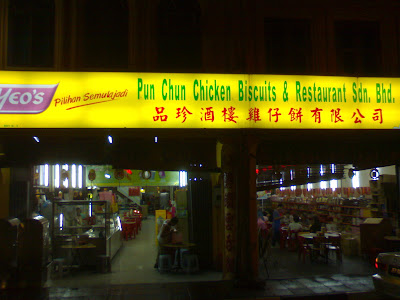 YEO'S
Pilihan Semulajadi
Pun Chun Chicken Biscuits & Restaurant Sdn. Bhd.
品珍酒樓雞仔餅有限公司
YEO'S